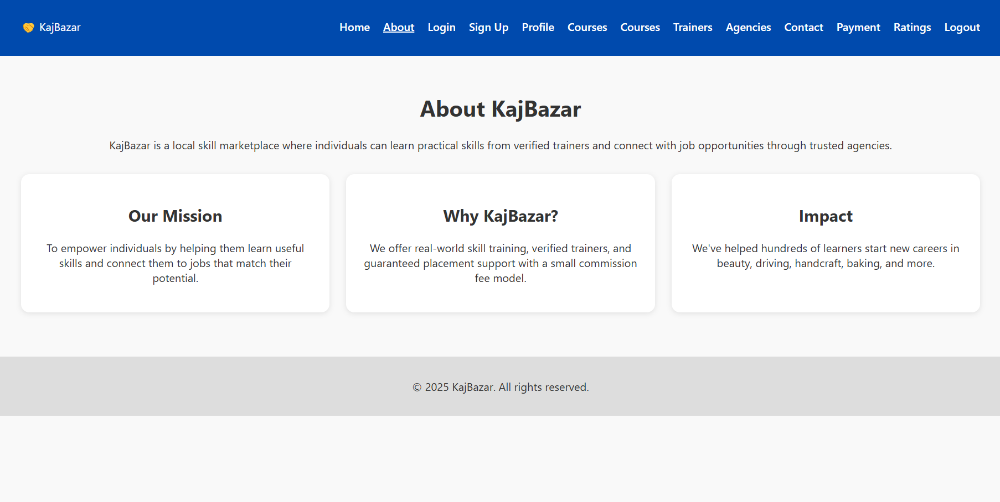 🤝 KajBazar
Home About Login Sign Up Profile Courses Courses Trainers Agencies Contact Payment Ratings Logout
About KajBazar
KajBazar is a local skill marketplace where individuals can learn practical skills from verified trainers and connect with job opportunities through trusted agencies.
Our Mission
To empower individuals by helping them learn useful
skills and connect them to jobs that match their
potential.
Why KajBazar?
We offer real-world skill training, verified trainers, and
guaranteed placement support with a small commission
fee model.
Impact
We've helped hundreds of learners start new careers in
beauty, driving, handcraft, baking, and more.
© 2025 KajBazar. All rights reserved.